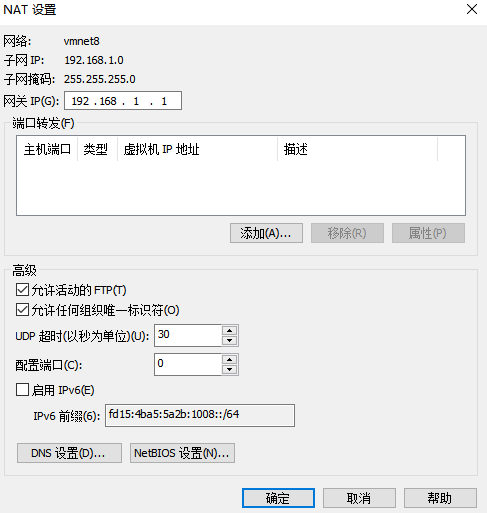 NAT 设置
网络: vmnet8
子网 IP: 192.168.1.0
子网掩码: 255.255.255.0
网关 IP(G): 192 . 168 . 1 . 1
端口转发(F)
主机端口 类型 虚拟机 IP 地址 描述
添加(A)... 移除(R) 属性(P)
高级
允许活动的 FTP(T)
允许任何组织唯一标识符(O)
UDP 超时(以秒为单位)(U): 30
配置端口(C): 0
启用 IPv6(E)
IPv6 前缀(6): fd15:4ba5:5a2b:1008::/64
DNS 设置(D)... NetBIOS 设置(N)...
确定 取消 帮助